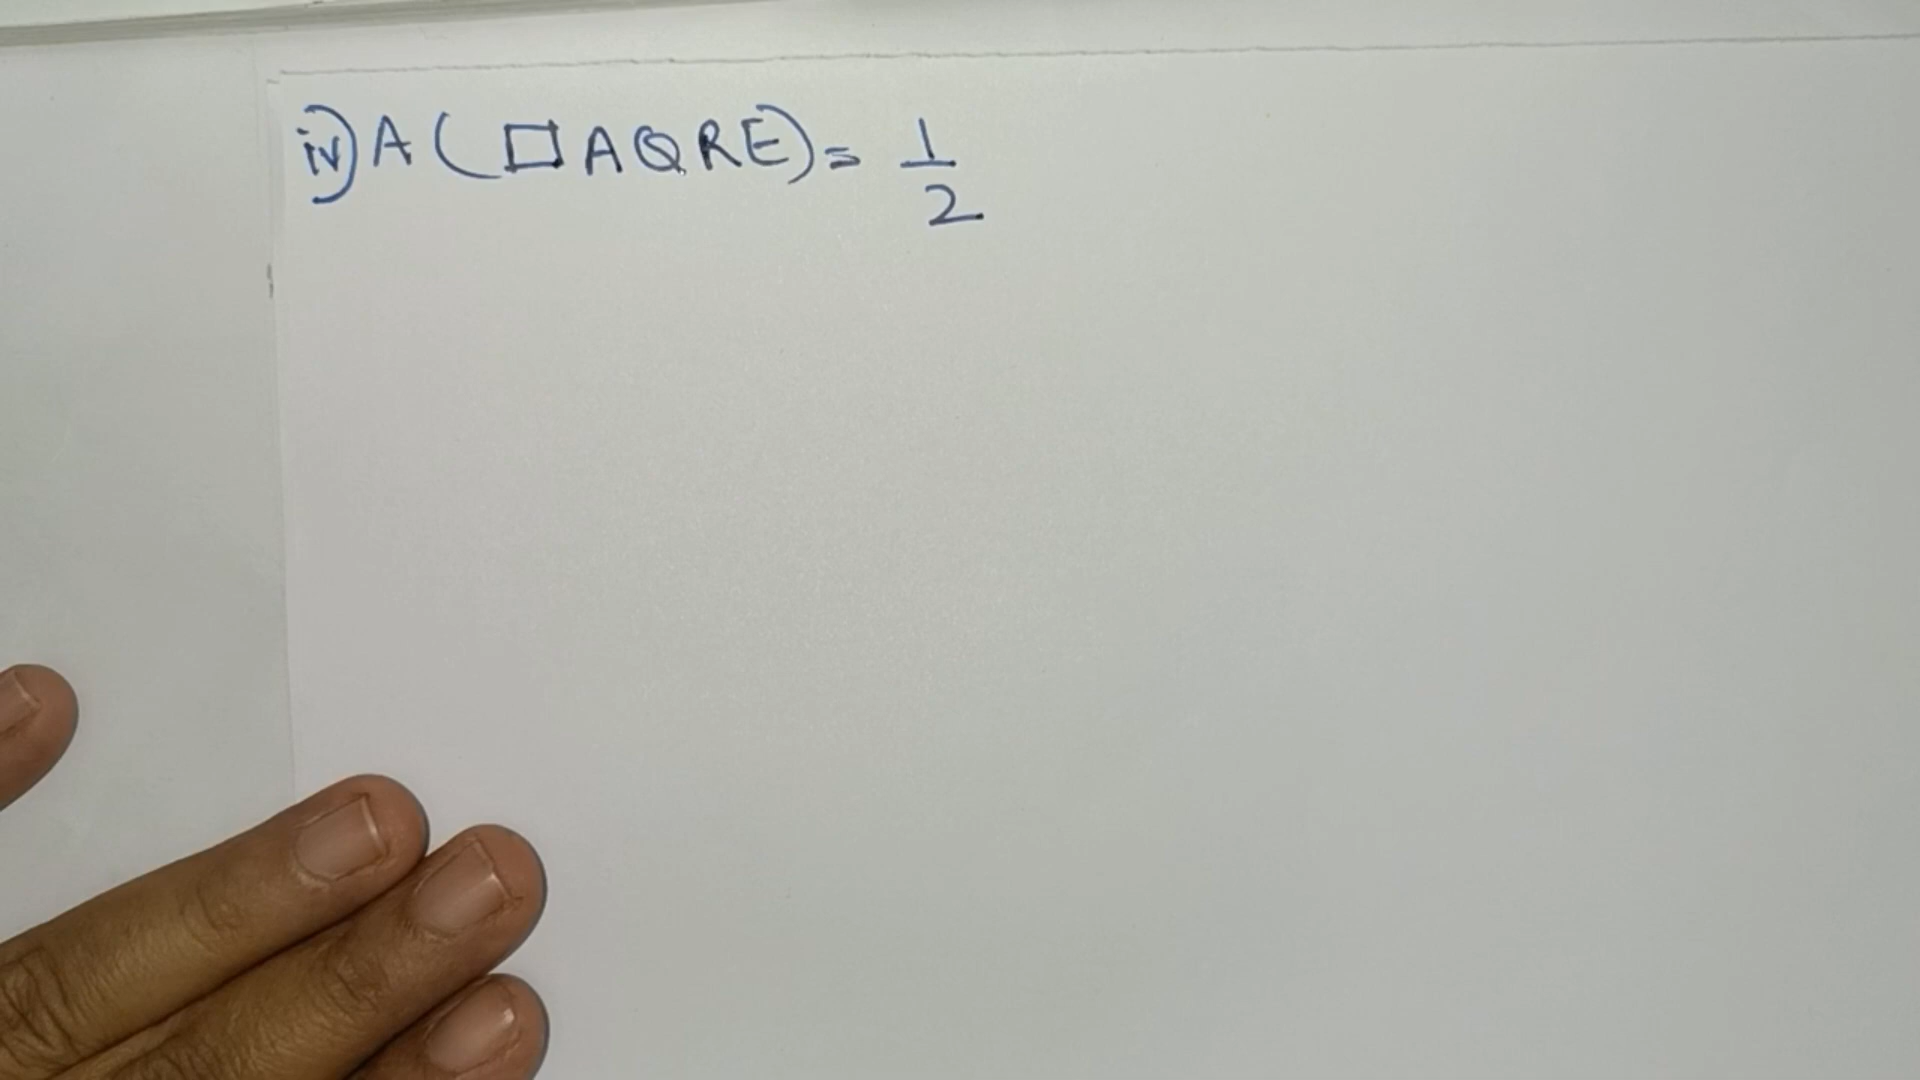 iv) A ( □ AQRE) = 1/2